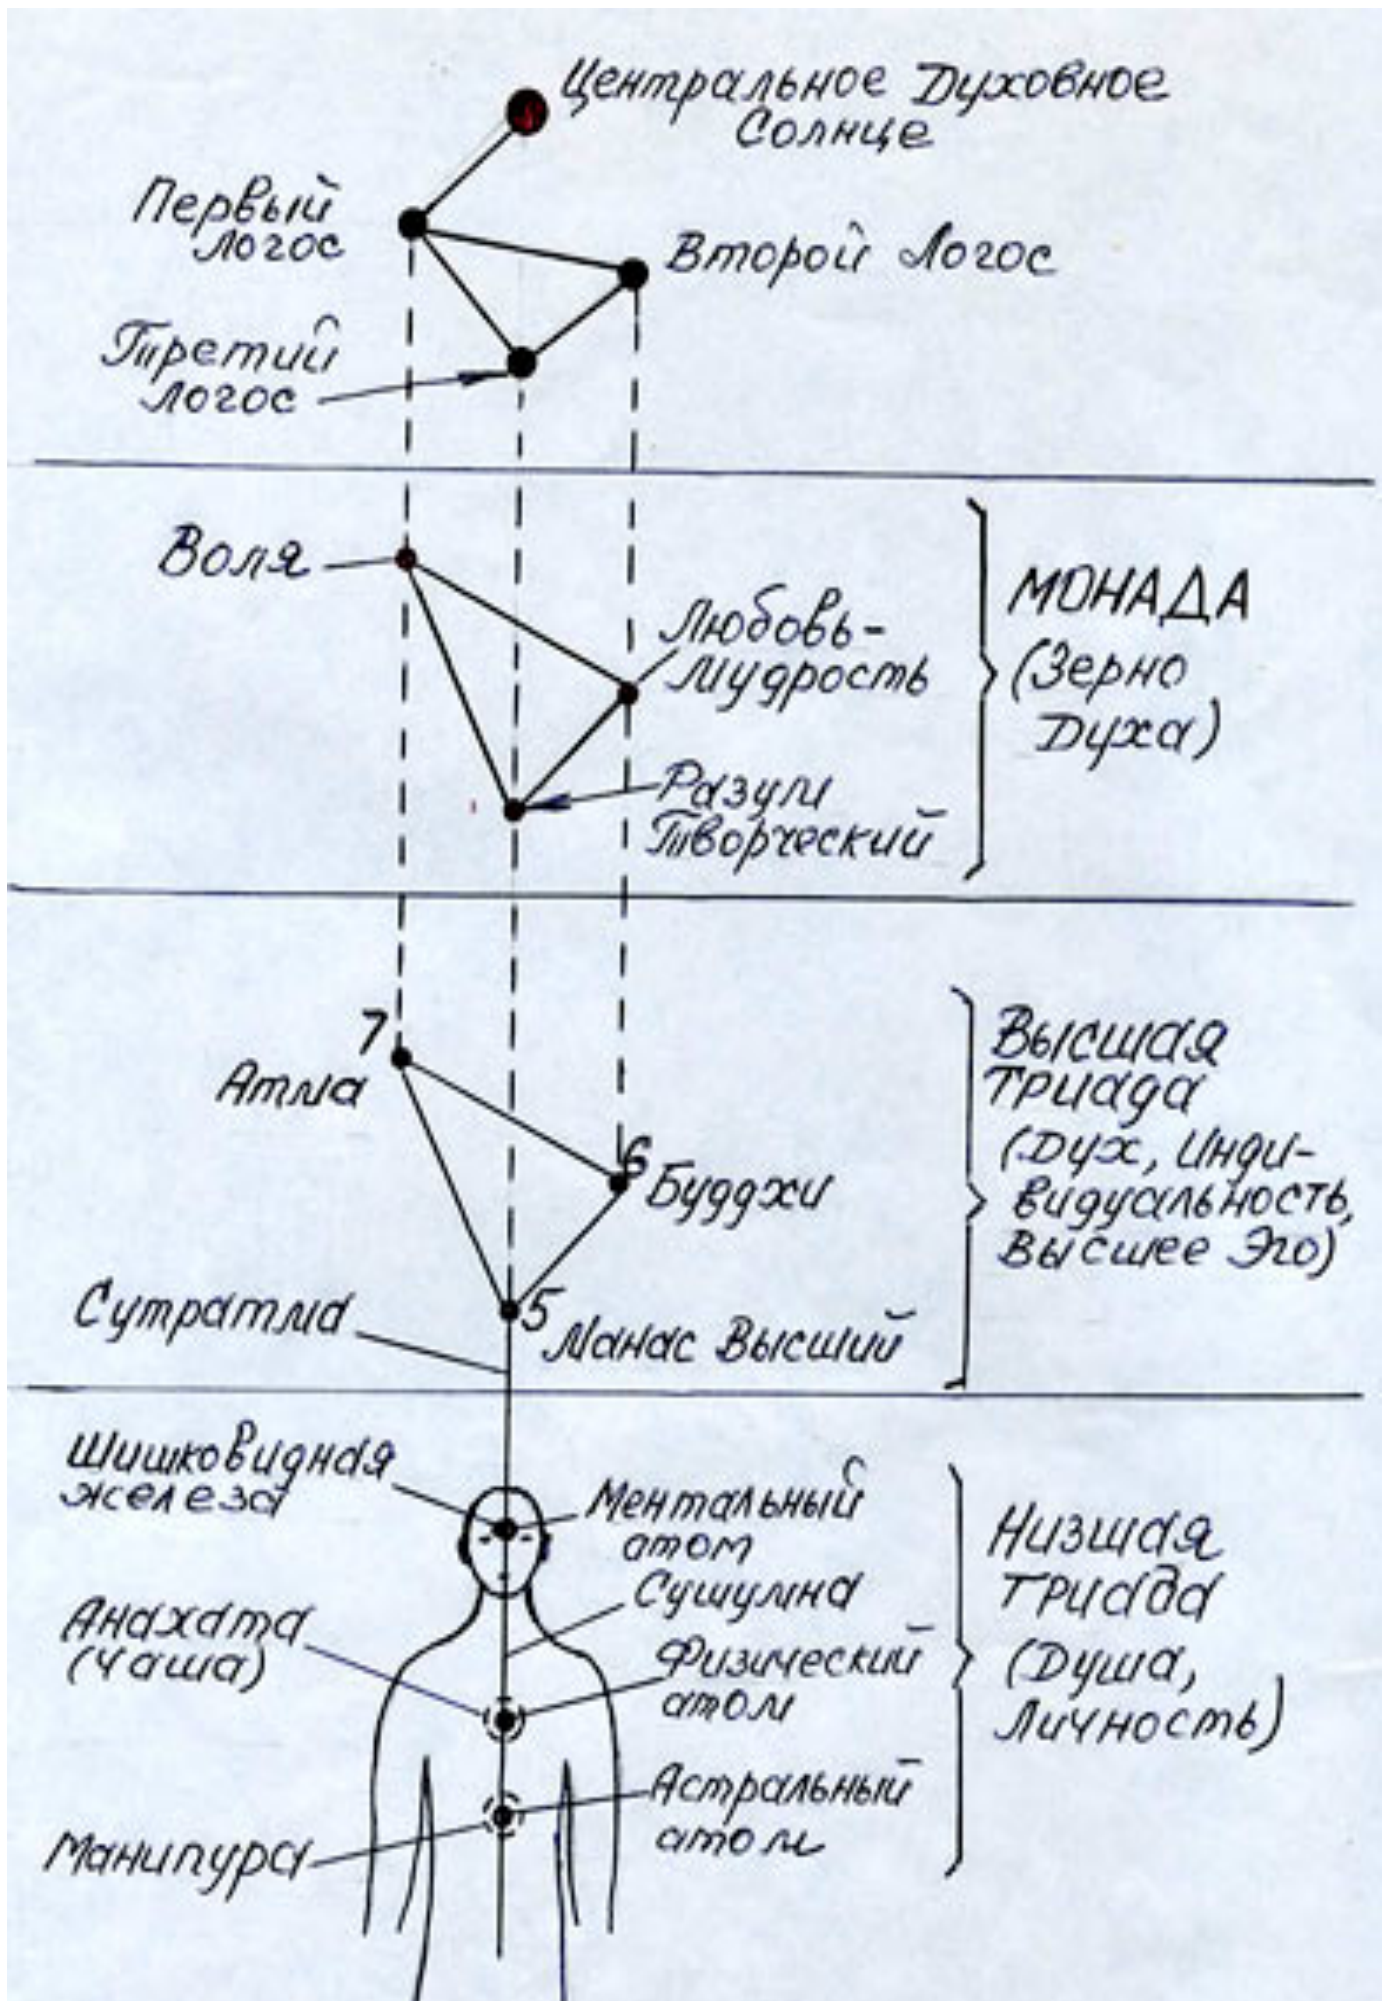 Центральное Духовное
Солнце
Первый
логос
Второй Логос
Третий
логос
Воля
Любовь-
мудрость
Разум
Творческий
МОНАДА
(Зерно
Духа)
7
Атма
6
Буддхи
5
Манас Высший
Сутратма
Высшая
триада
(Дух, Инди-
видуальность,
Высшее Эго)
Шишковидная
железа
Ментальный
атом
Сушумна
Анахата
(Чаша)
Физический
атом
Астральный
атом
Манипура
Низшая
триада
(Душа,
Личность)